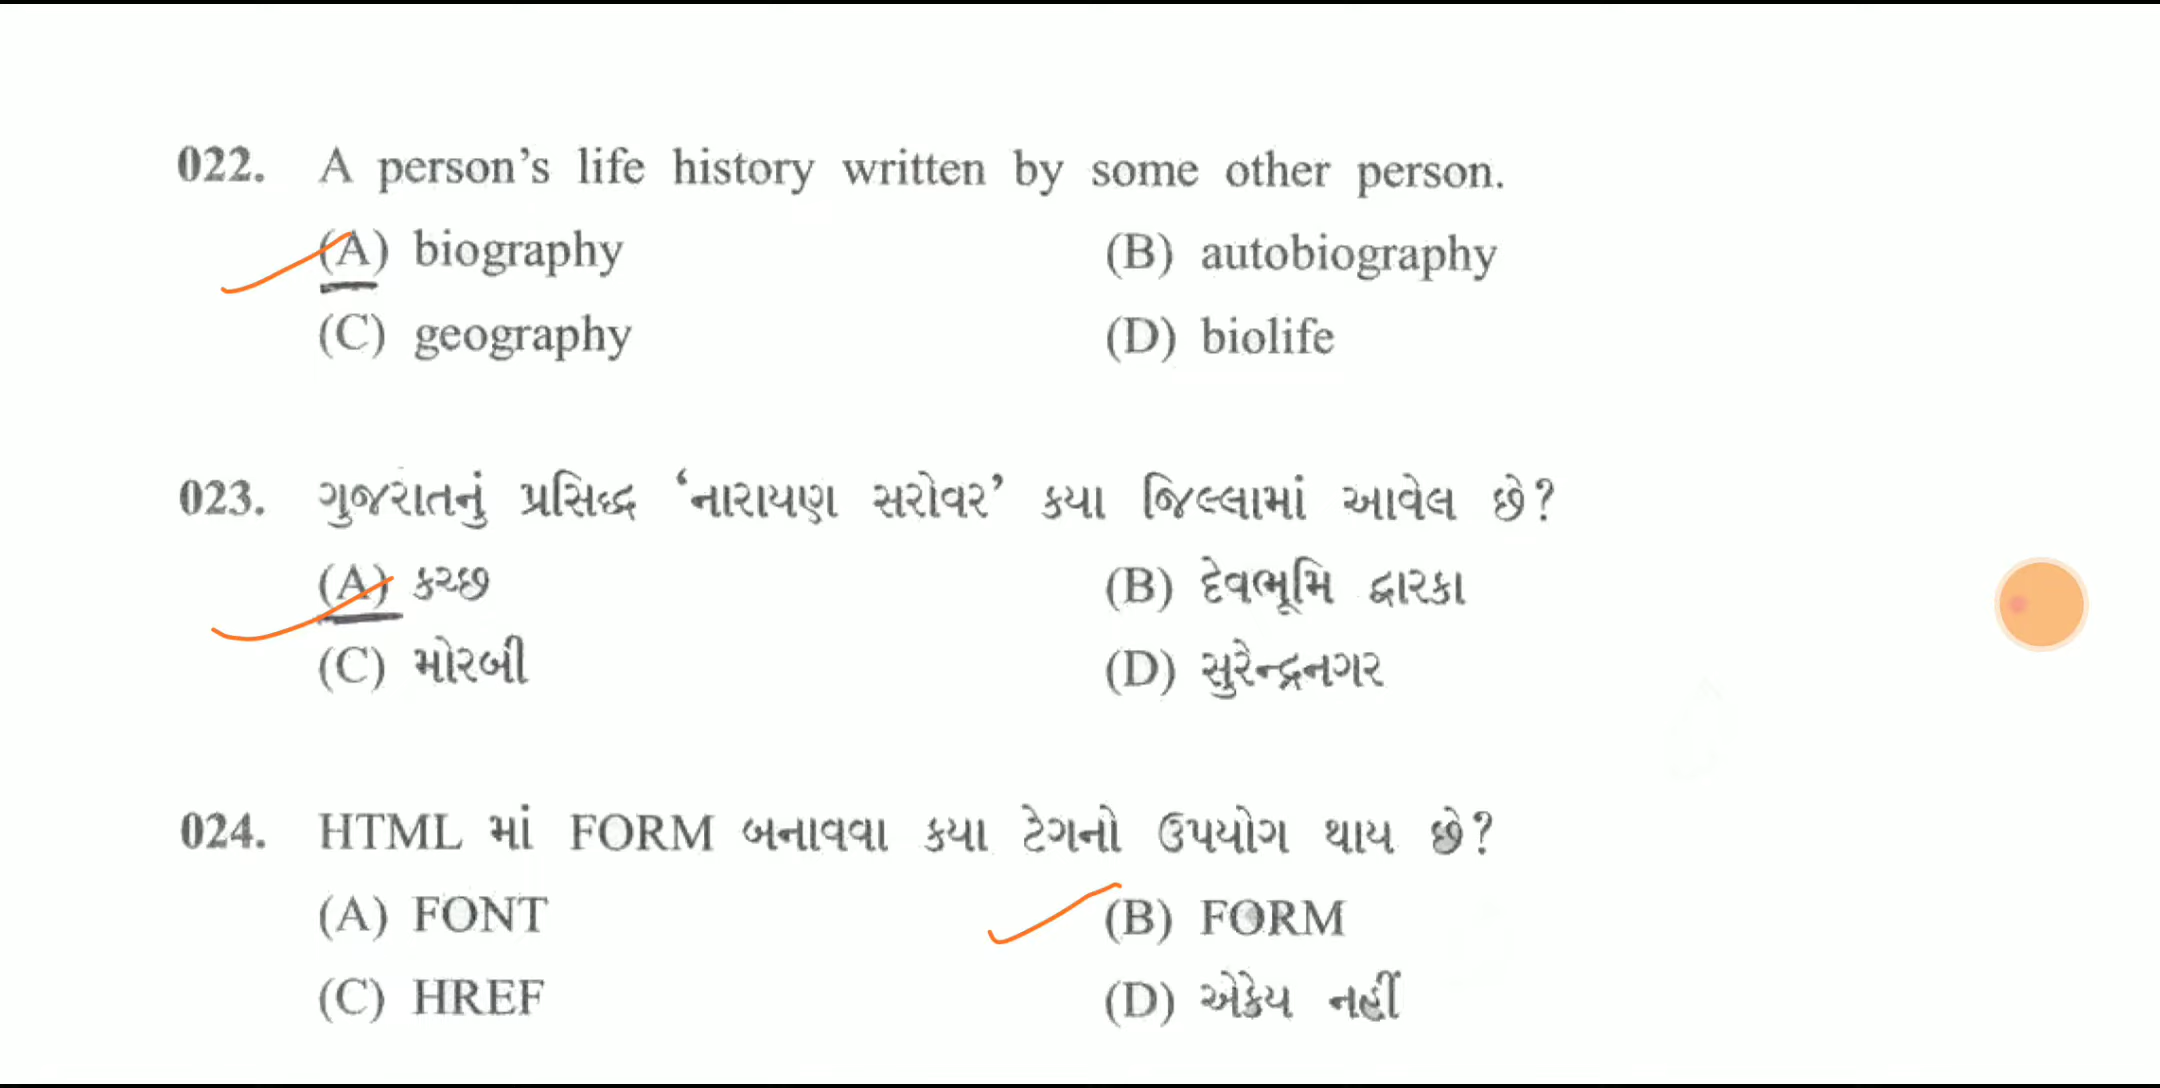 022. A person's life history written by some other person.
(A) biography (B) autobiography
(C) geography (D) biolife
023. ગુજરાતનું પ્રસિદ્ધ ‘નારાયણ સરોવર’ કયા જિલ્લામાં આવેલ છે?
(A) કચ્છ (B) દેવભૂમિ દ્વારકા
(C) મોરબી (D) સુરેન્દ્રનગર
024. HTML માં FORM બનાવવા કયા ટેગનો ઉપયોગ થાય છે?
(A) FONT (B) FORM
(C) HREF (D) એકેય નહીં